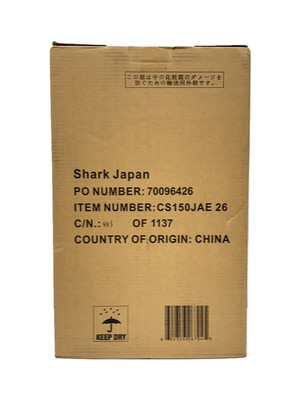 この箱は中の化粧箱のダメージを
防ぐための輸送用外箱です。
Shark Japan
PO NUMBER: 70096426
ITEM NUMBER:CS150JAE 26
C/N.: OF 1137
COUNTRY OF ORIGIN: CHINA
KEEP DRY